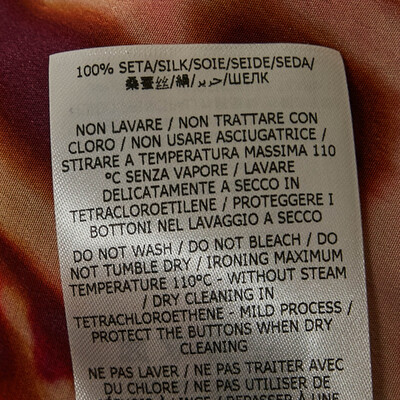 100% SETA/SILK/SOIE/SEIDE/SEDA/
桑蚕丝/絹/حرير/ШЕЛК
NON LAVARE / NON TRATTARE CON
CLORO / NON USARE ASCIUGATRICE /
STIRARE A TEMPERATURA MASSIMA 110
ºC SENZA VAPORE / LAVARE
DELICATAMENTE A SECCO IN
TETRACLOROETILENE / PROTEGGERE I
BOTTONI NEL LAVAGGIO A SECCO
DO NOT WASH / DO NOT BLEACH / DO
NOT TUMBLE DRY / IRONING MAXIMUM
TEMPERATURE 110ºC - WITHOUT STEAM
/ DRY CLEANING IN
TETRACHLOROETHENE - MILD PROCESS /
PROTECT THE BUTTONS WHEN DRY
CLEANING
NE PAS LAVER / NE PAS TRAITER AVEC
DU CHLORE / NE PAS UTILISER DE